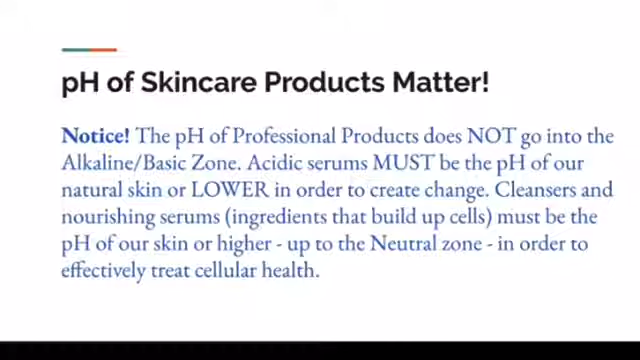 pH of Skincare Products Matter!
Notice! The pH of Professional Products does NOT go into the
Alkaline/Basic Zone. Acidic serums MUST be the pH of our
natural skin or LOWER in order to create change. Cleansers and
nourishing serums (ingredients that build up cells) must be the
pH of our skin or higher - up to the Neutral zone - in order to
effectively treat cellular health.